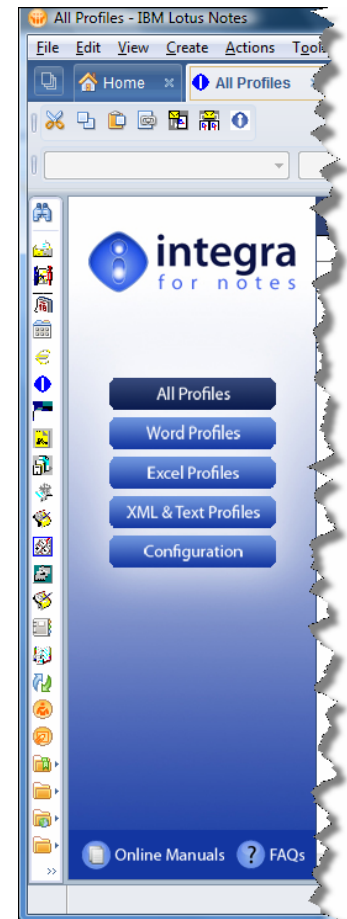 All Profiles - IBM Lotus Notes
File Edit View Create Actions
Home All Profiles
integra
for notes
All Profiles
Word Profiles
Excel Profiles
XML & Text Profiles
Configuration
Online Manuals ? FAQs
>>